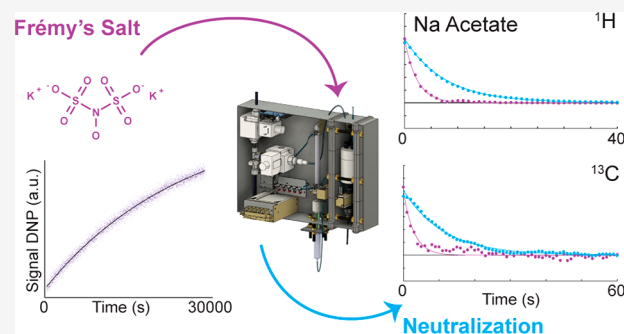 Frémy's Salt
K⁺ ⁻O O O O⁻ K⁺
S S
O N O
O
Signal DNP (a.u.)
0 Time (s) 30000
Na Acetate
¹H
0 40
¹³C
0 Time (s) 60
Neutralization